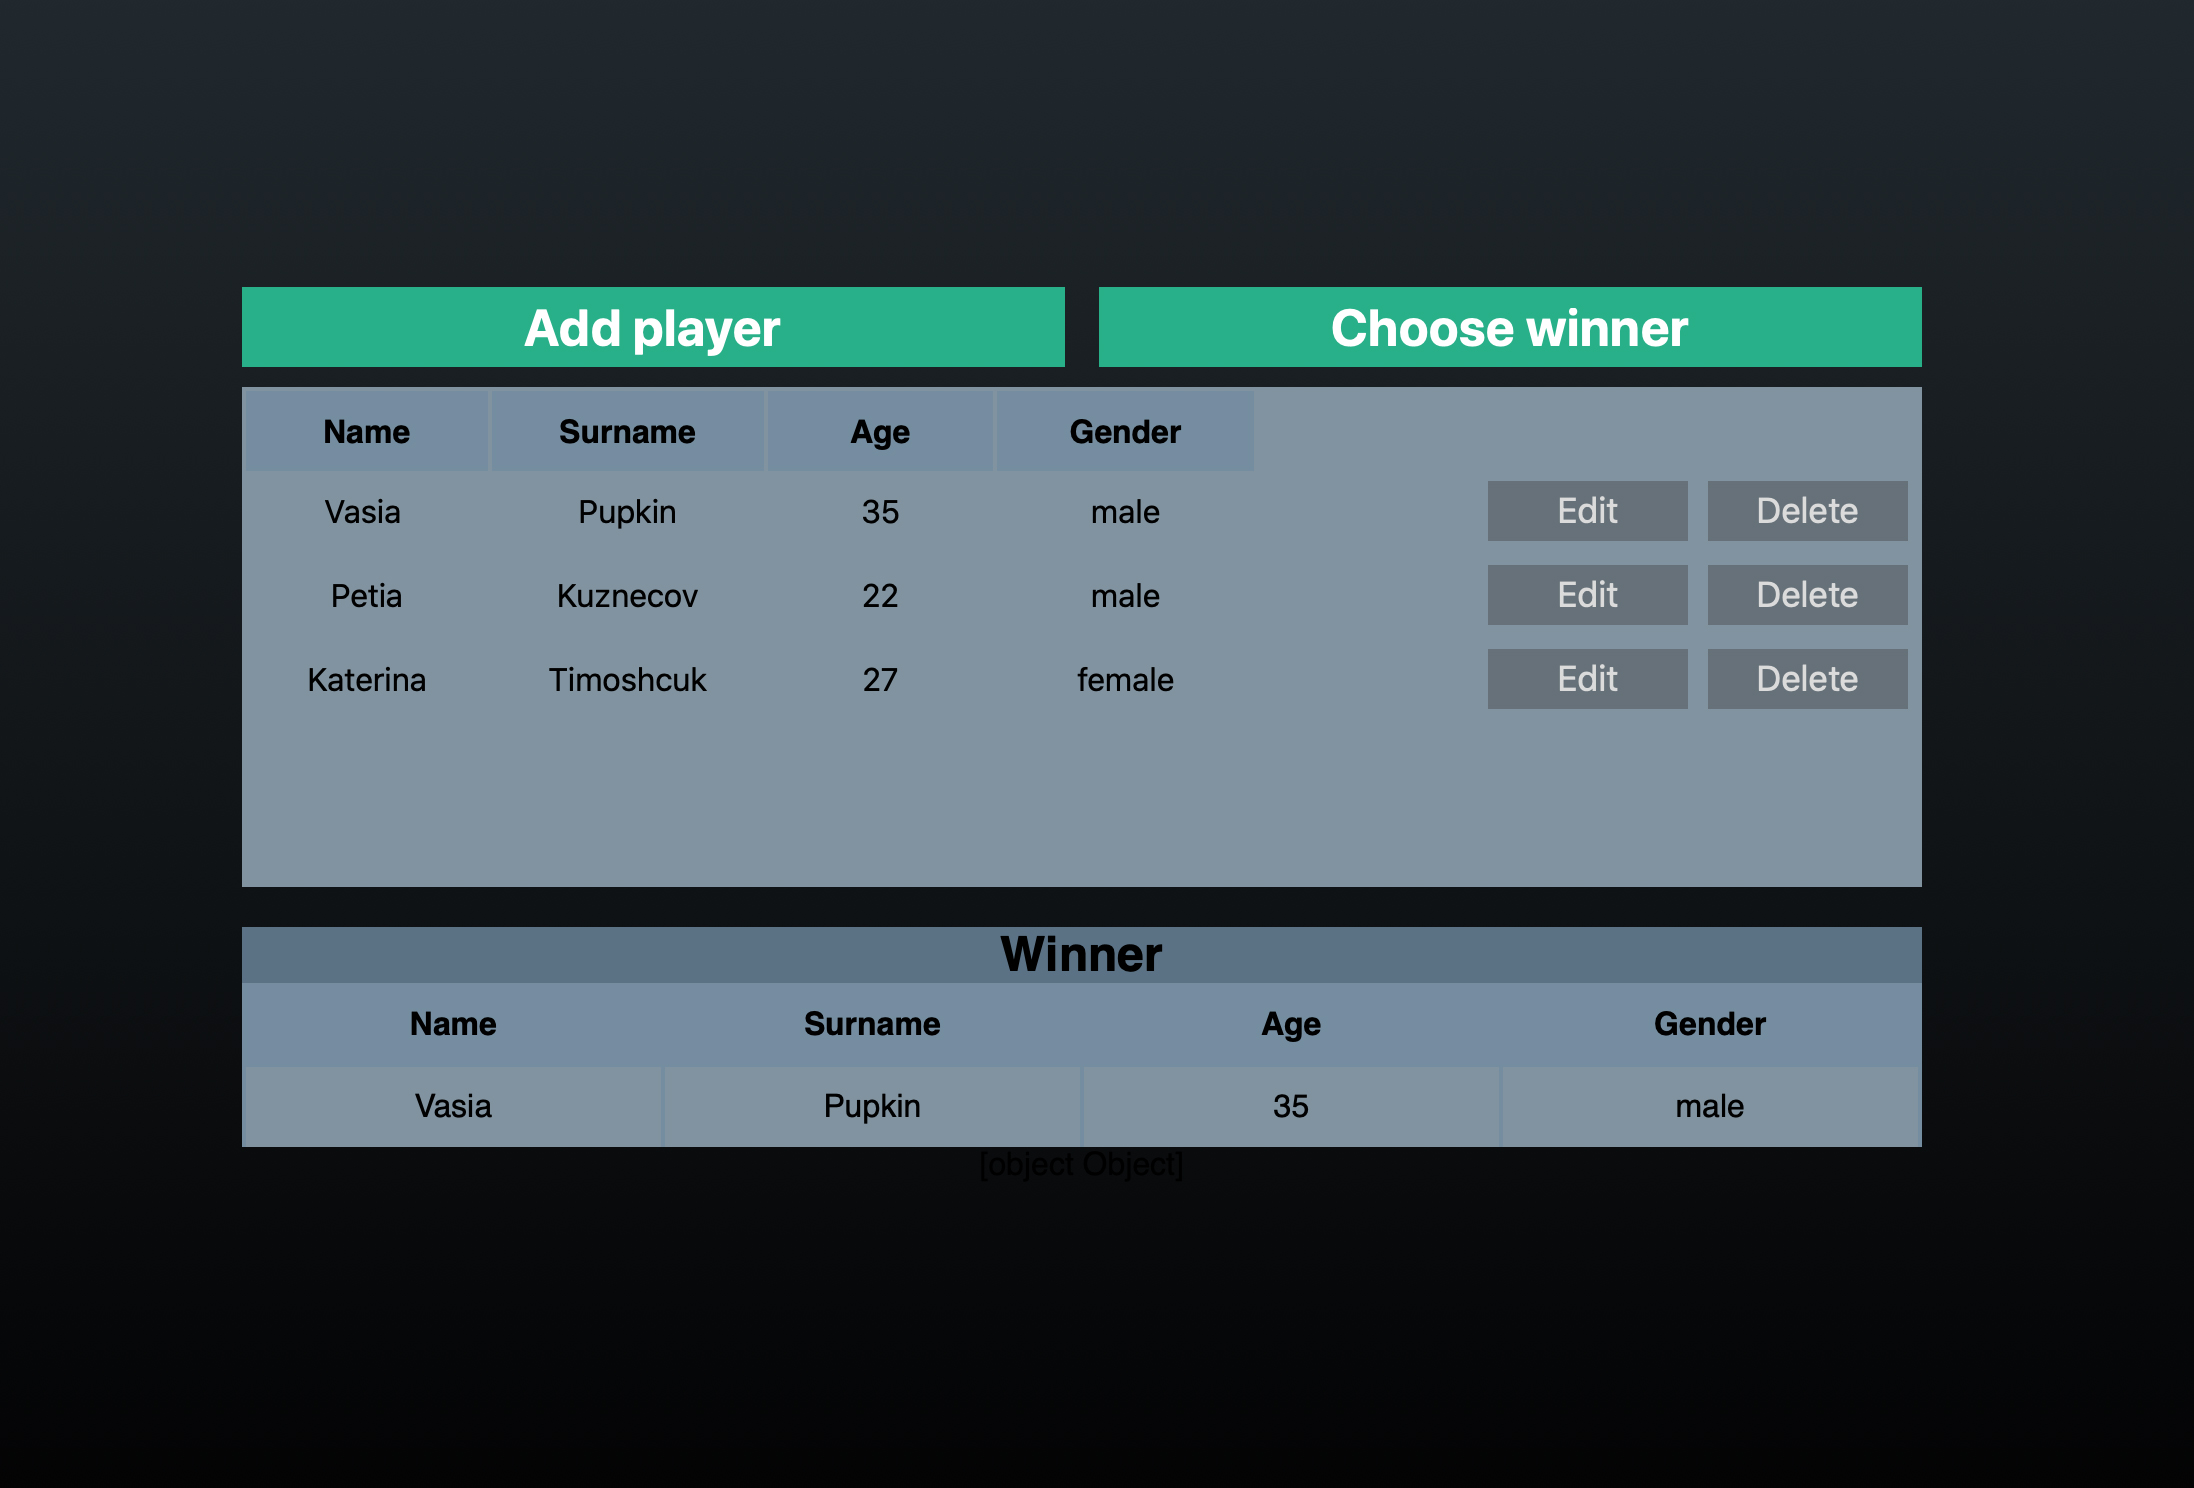 Add player Choose winner
Name Surname Age Gender
Vasia Pupkin 35 male Edit Delete
Petia Kuznecov 22 male Edit Delete
Katerina Timoshcuk 27 female Edit Delete
Winner
Name Surname Age Gender
Vasia Pupkin 35 male
[object Object]